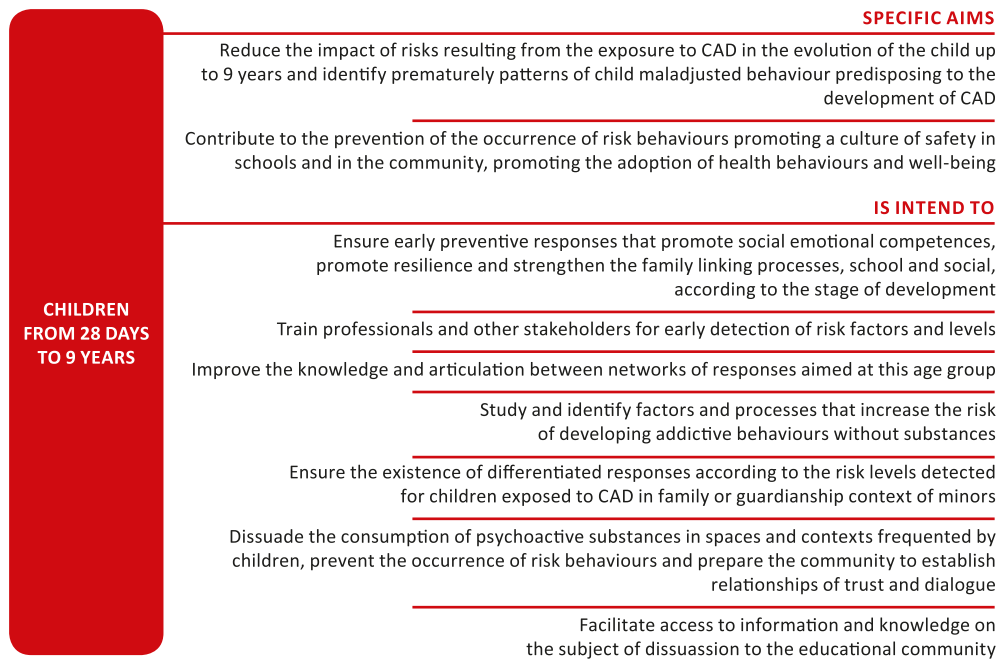 SPECIFIC AIMS
Reduce the impact of risks resulting from the exposure to CAD in the evolution of the child up
to 9 years and identify prematurely patterns of child maladjusted behaviour predisposing to the
development of CAD
Contribute to the prevention of the occurrence of risk behaviours promoting a culture of safety in
schools and in the community, promoting the adoption of health behaviours and well-being
IS INTEND TO
Ensure early preventive responses that promote social emotional competences,
promote resilience and strengthen the family linking processes, school and social,
according to the stage of development
CHILDREN
FROM 28 DAYS
TO 9 YEARS
Train professionals and other stakeholders for early detection of risk factors and levels
Improve the knowledge and articulation between networks of responses aimed at this age group
Study and identify factors and processes that increase the risk
of developing addictive behaviours without substances
Ensure the existence of differentiated responses according to the risk levels detected
for children exposed to CAD in family or guardianship context of minors
Dissuade the consumption of psychoactive substances in spaces and contexts frequented by
children, prevent the occurrence of risk behaviours and prepare the community to establish
relationships of trust and dialogue
Facilitate access to information and knowledge on
the subject of dissuassion to the educational community